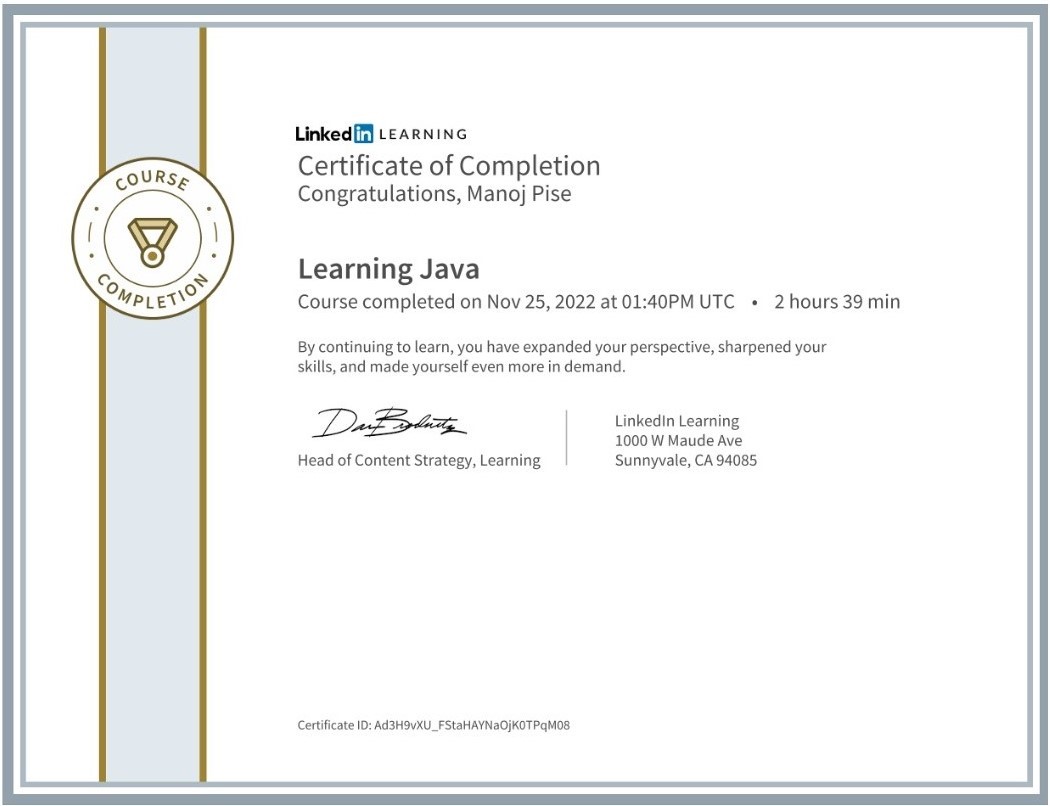 COURSE
COMPLETION
Linkedin LEARNING
Certificate of Completion
Congratulations, Manoj Pise
Learning Java
Course completed on Nov 25, 2022 at 01:40PM UTC • 2 hours 39 min
By continuing to learn, you have expanded your perspective, sharpened your
skills, and made yourself even more in demand.
Head of Content Strategy, Learning
LinkedIn Learning
1000 W Maude Ave
Sunnyvale, CA 94085
Certificate ID: Ad3H9vXU_FStaHAYNaOjK0TPqM08